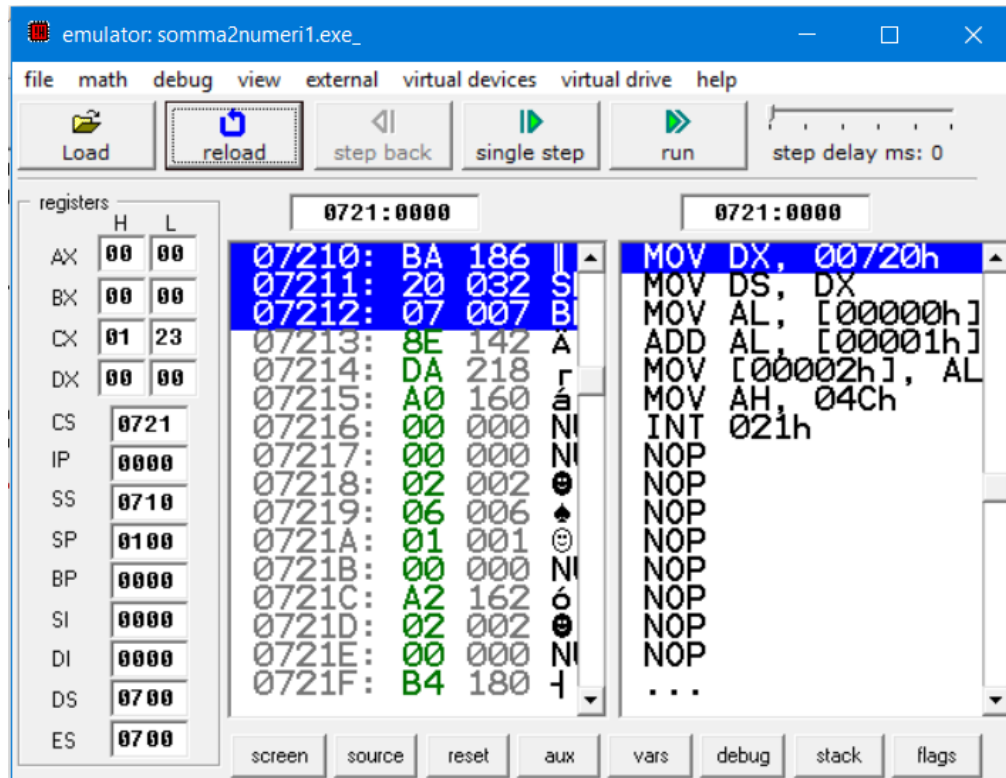 emulator: somma2numeri1.exe_
file math debug view external virtual devices virtual drive help
Load reload step back single step run step delay ms: 0
registers
H L
AX 00 00
BX 00 00
CX 01 23
DX 00 00
CS 0721
IP 0000
SS 0710
SP 0100
BP 0000
SI 0000
DI 0000
DS 0700
ES 0700
0721:0000
07210: BA 186 ‖
07211: 20 032
07212: 07 007
07213: 8E 142 Ä
07214: DA 218 ┌
07215: A0 160 á
07216: 00 000
07217: 00 000
07218: 02 002 ☻
07219: 06 006 ♠
0721A: 01 001 ☺
0721B: 00 000
0721C: A2 162 ó
0721D: 02 002 ☻
0721E: 00 000
0721F: B4 180 ┤
0721:0000
MOV DX, 00720h
MOV DS, DX
MOV AL, [00000h]
ADD AL, [00001h]
MOV [00002h], AL
MOV AH, 04Ch
INT 021h
NOP
NOP
NOP
NOP
NOP
NOP
NOP
NOP
...
screen source reset aux vars debug stack flags